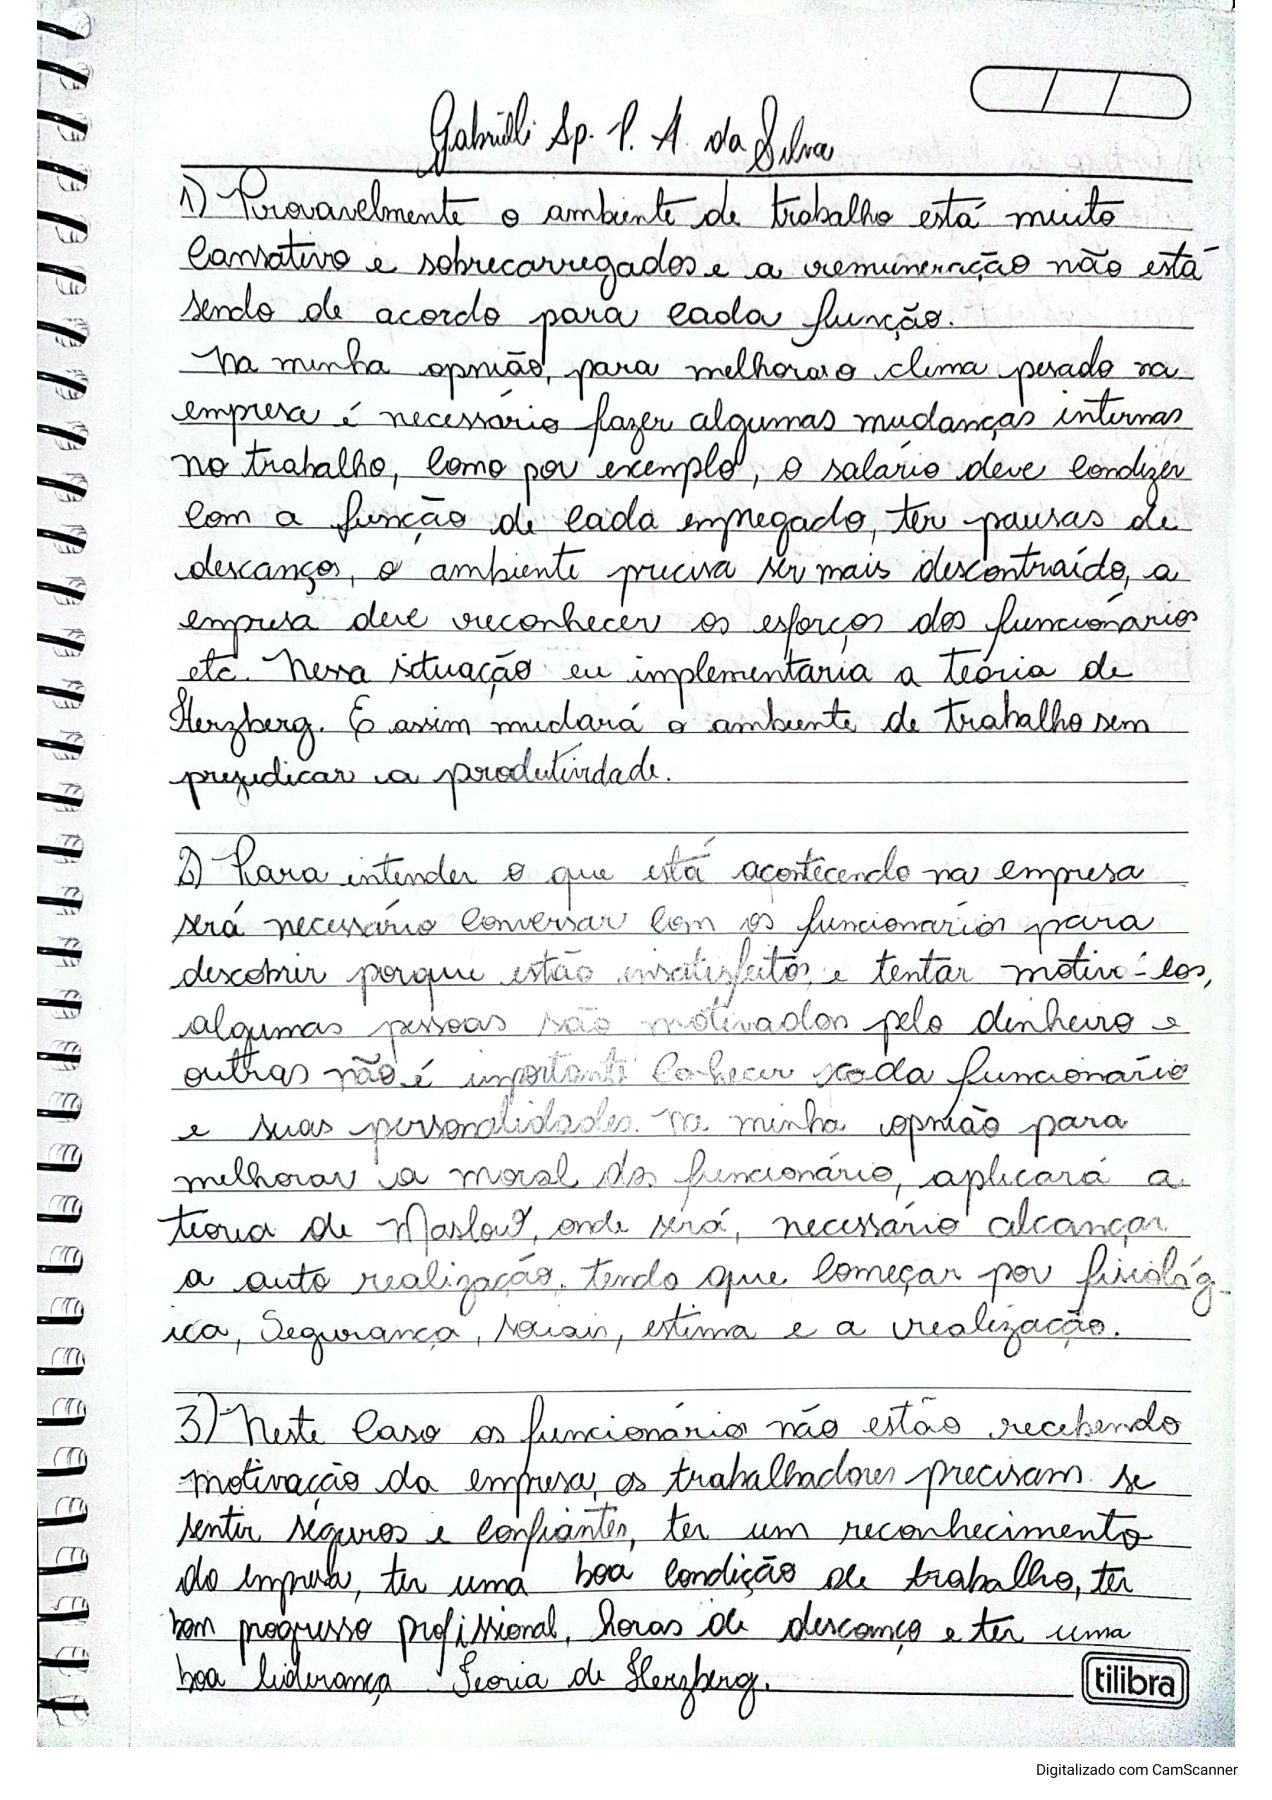 Gabrielli Ap. P. A. da Silva
1) Provavelmente o ambiente de trabalho está muito
cansativo e sobrecarregados e a remuneração não está
sendo de acordo para cada função.
Na minha opnião, para melhorar o clima pesado na
empresa é necessário fazer algumas mudanças internas
no trabalho, como por exemplo, o salario deve condizer
com a função de cada empregado, ter pausas de
descanços, o ambiente precisa ser mais descontraído, a
empresa deve reconhecer os esforços dos funcionários
etc. Nessa situação eu implementaria a teoria de
Herzberg. E assim mudará o ambiente de trabalho sem
prejudicar a produtividade.
2) Para intender o que está acontecendo na empresa
será necessário conversar com os funcionarios para
descobrir porque estão insatisfeitos e tentar motivá-los,
algumas pessoas são motivados pelo dinheiro e
outras não é importante conhecer cada funcionário
e suas personalidades. Na minha opnião para
melhorar a moral do funcionário, aplicará a
teoria de Maslow, onde será, necessário alcançar
a auto realização. tendo que começar por fisiológ-
ica, Segurança, sociais, estima e a realização.
3) Neste caso os funcionários não estão recebendo
motivação da empresa, os trabalhadores precisam se
sentir seguros e confiantes, ter um reconhecimento
do empresa, ter uma boa condição de trabalho, ter
bom progresso profissional, horas de descanço e ter uma
boa liderança. Teoria de Herzberg.
tilibra
Digitalizado com CamScanner